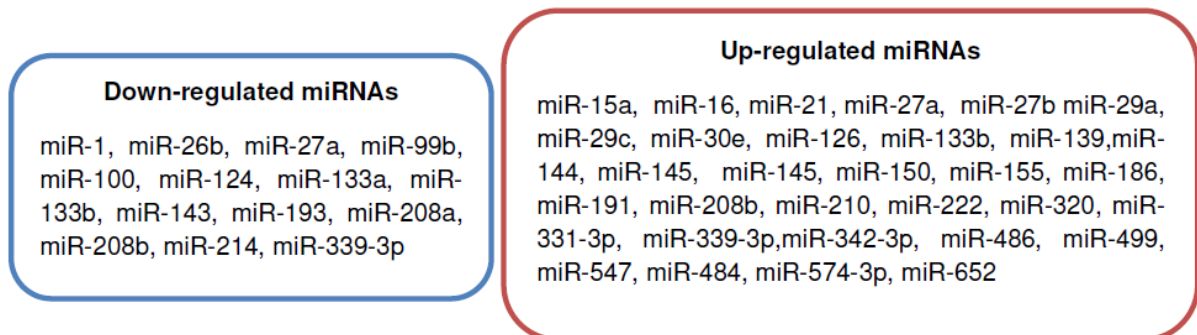 Down-regulated miRNAs
miR-1, miR-26b, miR-27a, miR-99b,
miR-100, miR-124, miR-133a, miR-
133b, miR-143, miR-193, miR-208a,
miR-208b, miR-214, miR-339-3p
Up-regulated miRNAs
miR-15a, miR-16, miR-21, miR-27a, miR-27b miR-29a,
miR-29c, miR-30e, miR-126, miR-133b, miR-139,miR-
144, miR-145, miR-145, miR-150, miR-155, miR-186,
miR-191, miR-208b, miR-210, miR-222, miR-320, miR-
331-3p, miR-339-3p,miR-342-3p, miR-486, miR-499,
miR-547, miR-484, miR-574-3p, miR-652